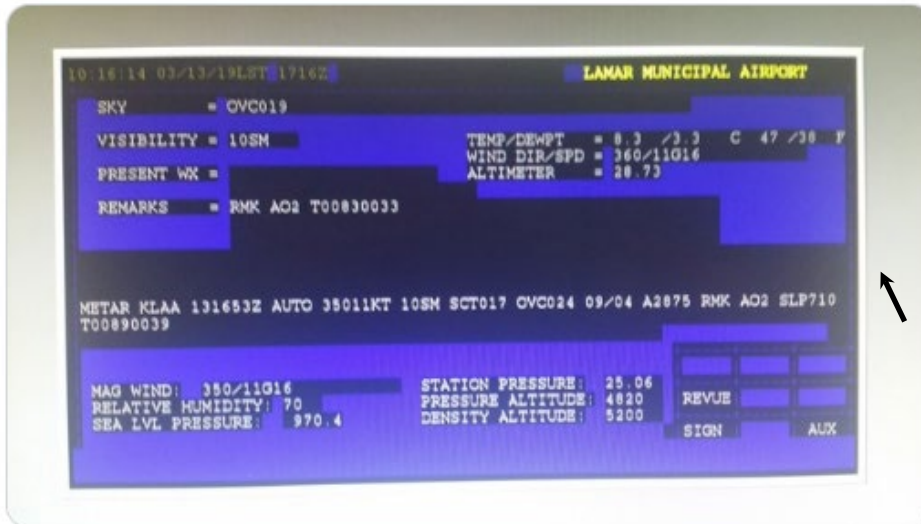 10:16:14 03/13/19LST 1716Z LAMAR MUNICIPAL AIRPORT
SKY = OVC019
VISIBILITY = 10SM
TEMP/DEWPT = 8.3 /3.3 C 47 /38 F
WIND DIR/SPD = 360/11G16
PRESENT WX =
ALTIMETER = 28.73
REMARKS = RMK AO2 T00830033
METAR KLAA 131653Z AUTO 35011KT 10SM SCT017 OVC024 09/04 A2875 RMK AO2 SLP710
T00890039
MAG WIND: 350/11G16
RELATIVE HUMIDITY: 70
SEA LVL PRESSURE: 970.4
STATION PRESSURE: 25.06
PRESSURE ALTITUDE: 4820
DENSITY ALTITUDE: 5200
REVUE
SIGN AUX